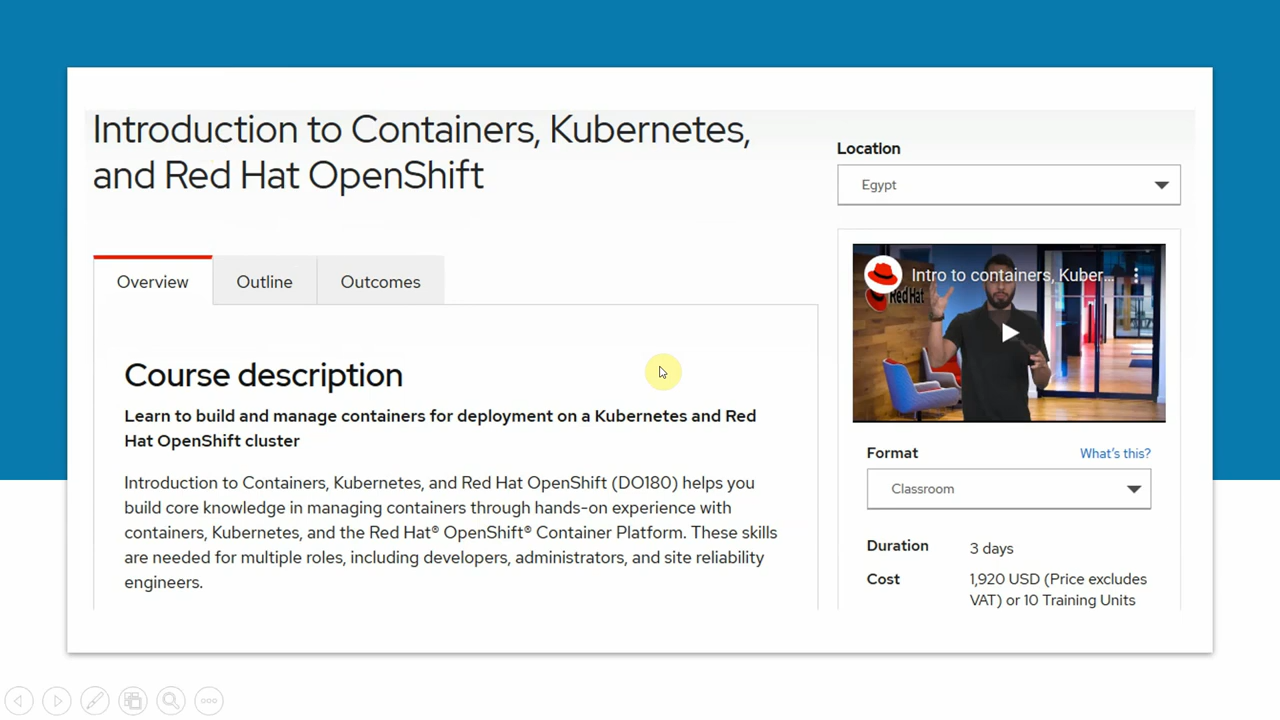 Introduction to Containers, Kubernetes,
and Red Hat OpenShift
Location
Egypt
Overview
Outline
Outcomes
Intro to containers, Kuber...
Red Hat
Course description
Learn to build and manage containers for deployment on a Kubernetes and Red
Hat OpenShift cluster
Introduction to Containers, Kubernetes, and Red Hat OpenShift (DO180) helps you
build core knowledge in managing containers through hands-on experience with
containers, Kubernetes, and the Red Hat® OpenShift® Container Platform. These skills
are needed for multiple roles, including developers, administrators, and site reliability
engineers.
Format
What's this?
Classroom
Duration
3 days
Cost
1,920 USD (Price excludes
VAT) or 10 Training Units